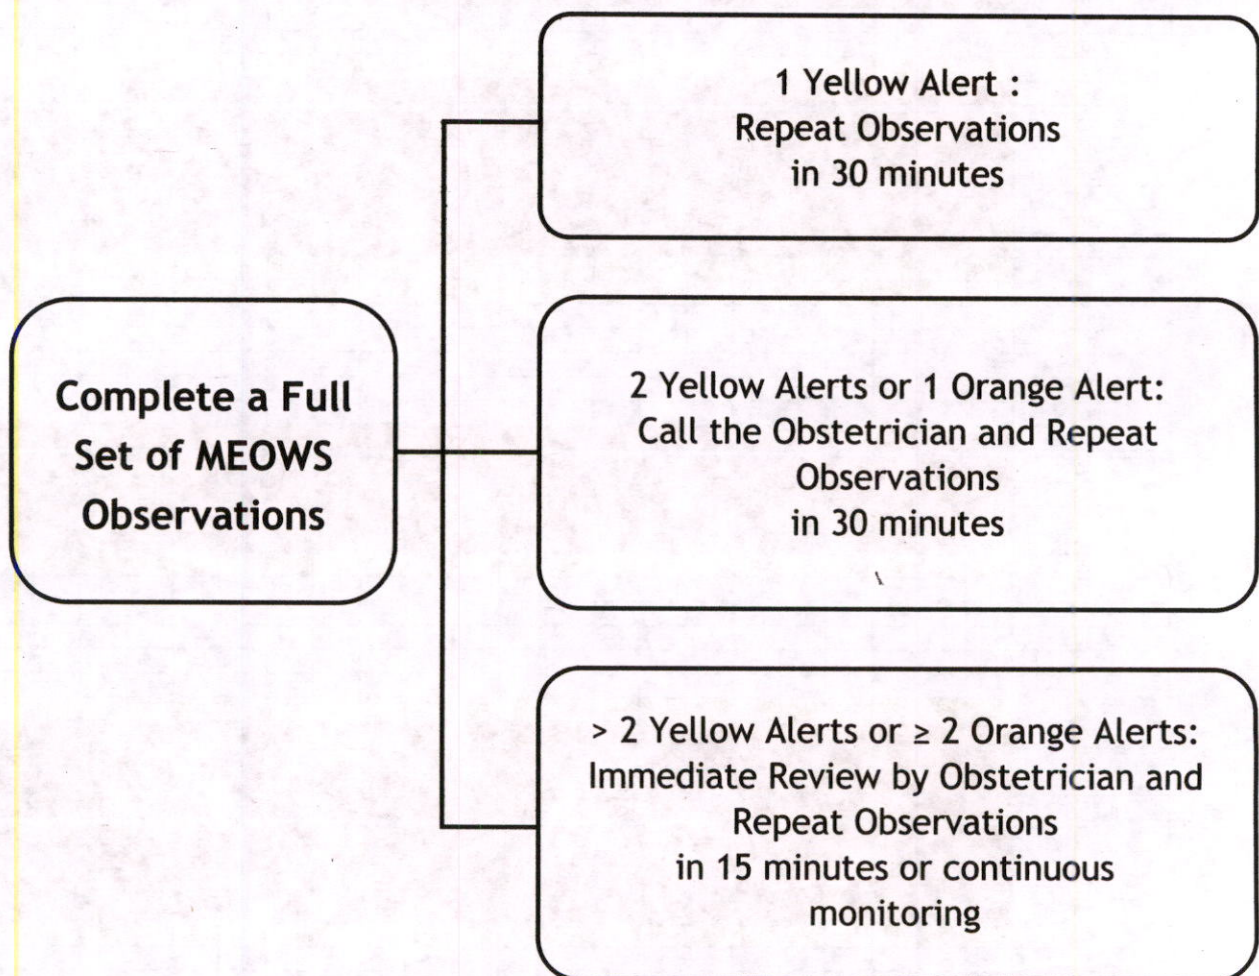 1 Yellow Alert :
Repeat Observations
in 30 minutes
Complete a Full
Set of MEOWS
Observations
2 Yellow Alerts or 1 Orange Alert:
Call the Obstetrician and Repeat
Observations
in 30 minutes
> 2 Yellow Alerts or ≥ 2 Orange Alerts:
Immediate Review by Obstetrician and
Repeat Observations
in 15 minutes or continuous
monitoring